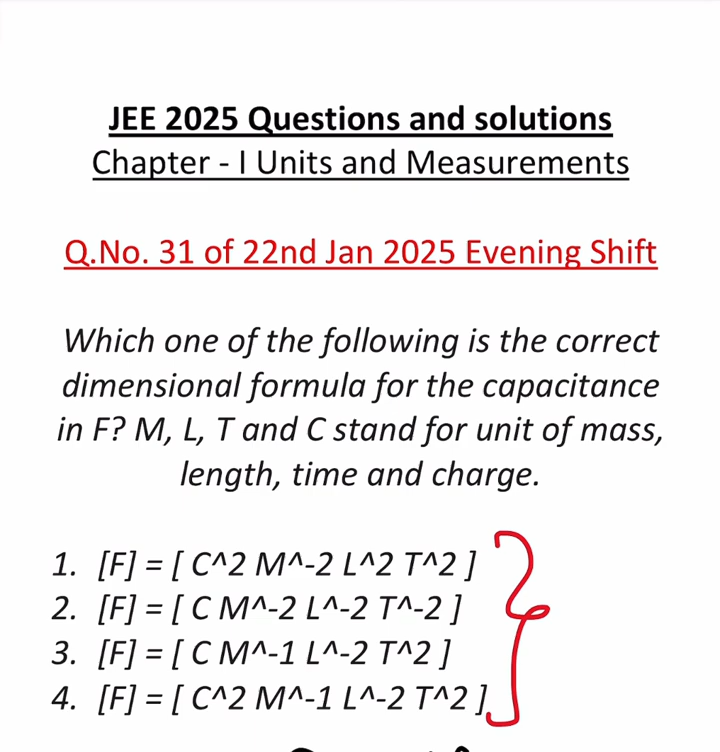 JEE 2025 Questions and solutions
Chapter - I Units and Measurements
Q.No. 31 of 22nd Jan 2025 Evening Shift
Which one of the following is the correct
dimensional formula for the capacitance
in F? M, L, T and C stand for unit of mass,
length, time and charge.
1. [F] = [ C^2 M^-2 L^2 T^2 ]
2. [F] = [ C M^-2 L^-2 T^-2 ]
3. [F] = [ C M^-1 L^-2 T^2 ]
4. [F] = [ C^2 M^-1 L^-2 T^2 ]